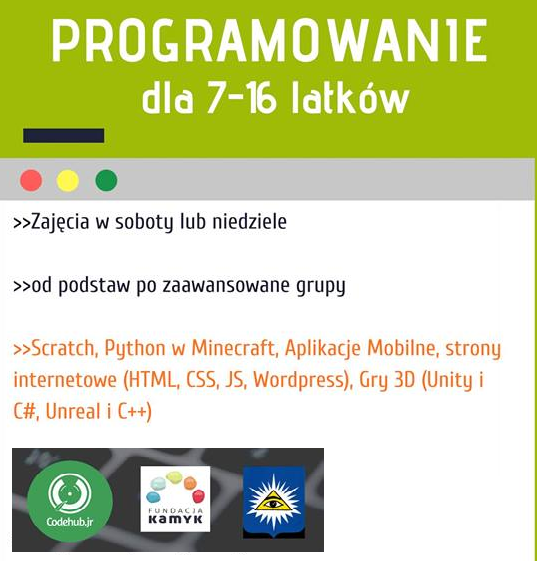 PROGRAMOWANIE
dla 7-16 latków
>>Zajęcia w soboty lub niedziele
>>od podstaw po zaawansowane grupy
>>Scratch, Python w Minecraft, Aplikacje Mobilne, strony
internetowe (HTML, CSS, JS, Wordpress), Gry 3D (Unity i
C#, Unreal i C++)
Codehub.jr
FUNDACJA
KAMYK